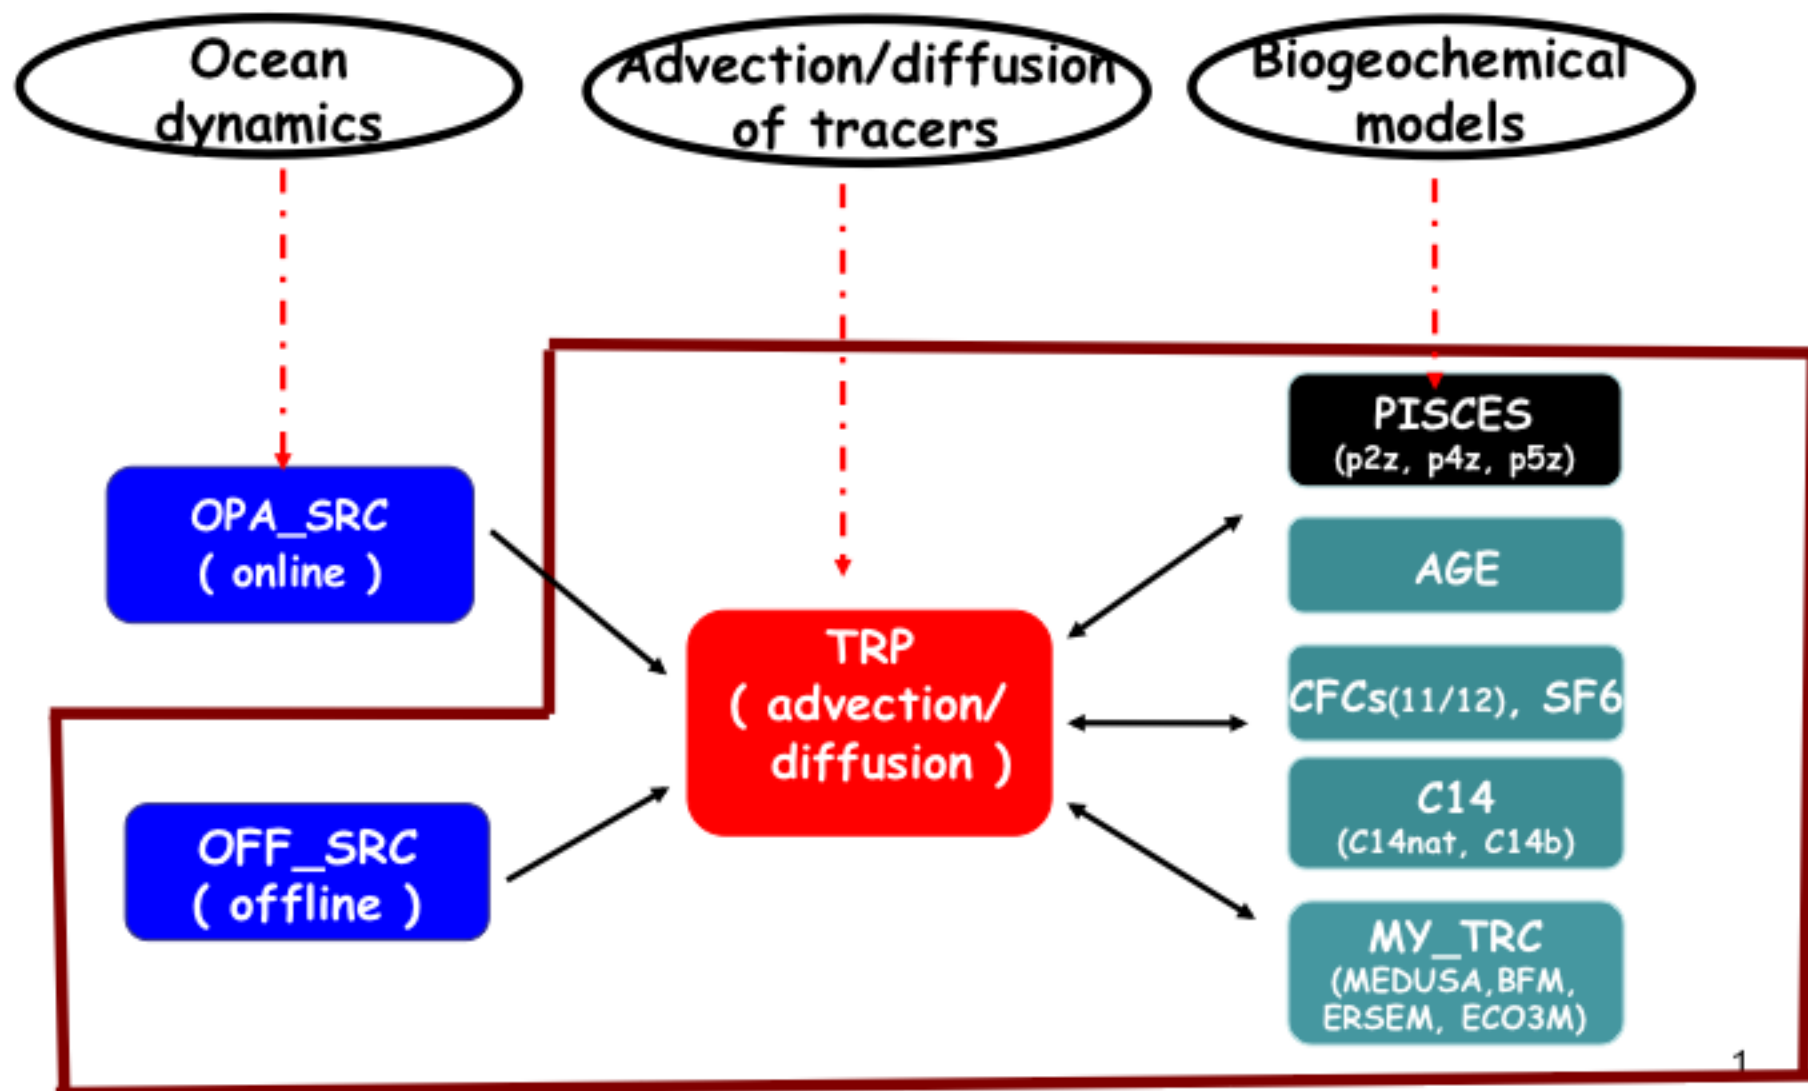 Ocean
dynamics
Advection/diffusion
of tracers
Biogeochemical
models
OPA_SRC
( online )
OFF_SRC
( offline )
TRP
( advection/
diffusion )
PISCES
(p2z, p4z, p5z)
AGE
CFCs(11/12), SF6
C14
(C14nat, C14b)
MY_TRC
(MEDUSA,BFM,
ERSEM, ECO3M)
1